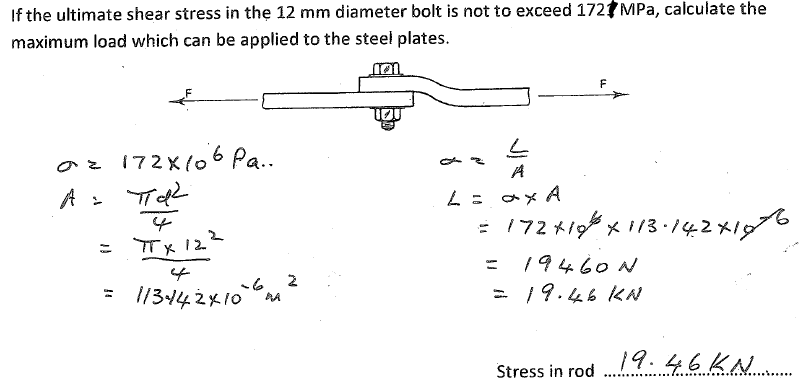 If the ultimate shear stress in the 12 mm diameter bolt is not to exceed 172 MPa, calculate the
maximum load which can be applied to the steel plates.
F
F
σ = 172×10⁶ Pa..
A = πd²/4
= π × 12²/4
= 113.142×10⁻⁶ m²
σ = L/A
L = σ × A
= 172×10⁶ × 113.142×10⁻⁶
= 19460 N
= 19.46 KN
Stress in rod ...19.46 KN...